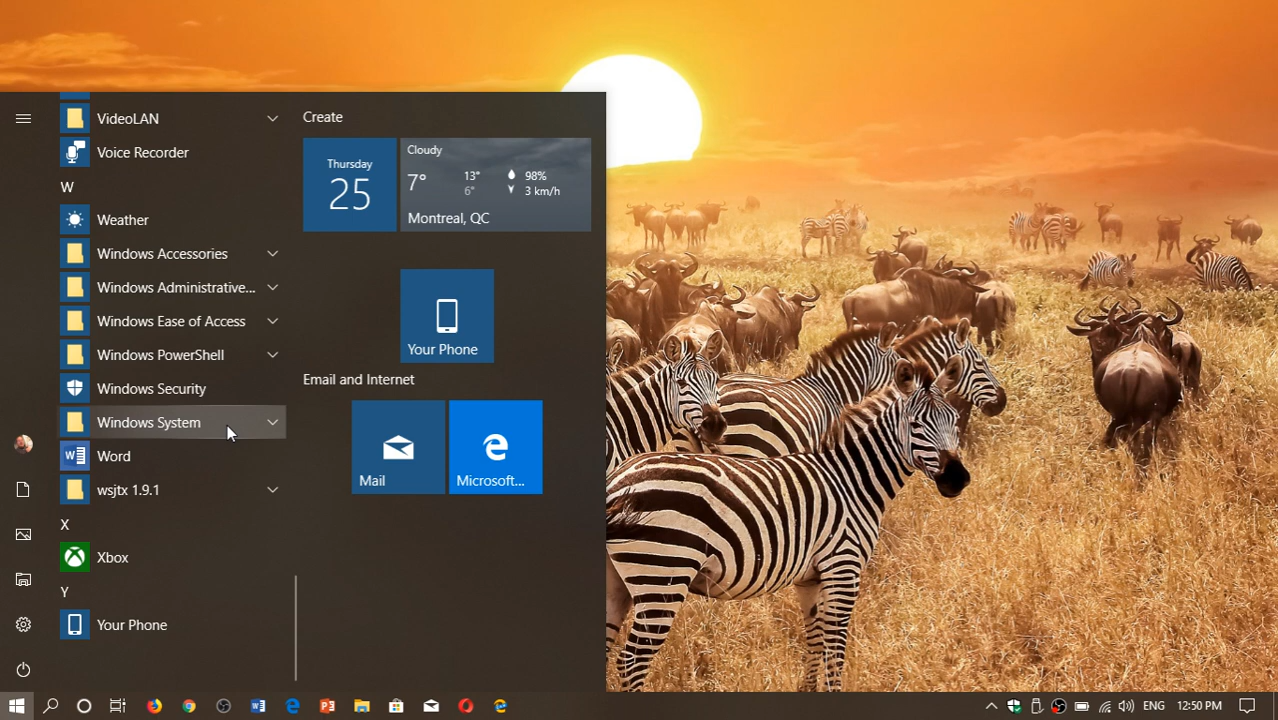 VideoLAN
Voice Recorder
W
Weather
Windows Accessories
Windows Administrative...
Windows Ease of Access
Windows PowerShell
Windows Security
Windows System
Word
wsjtx 1.9.1
X
Xbox
Y
Your Phone
Create
Thursday
25
Cloudy
7° 13° 98%
6° 3 km/h
Montreal, QC
Your Phone
Email and Internet
Mail
Microsoft...
ENG 12:50 PM